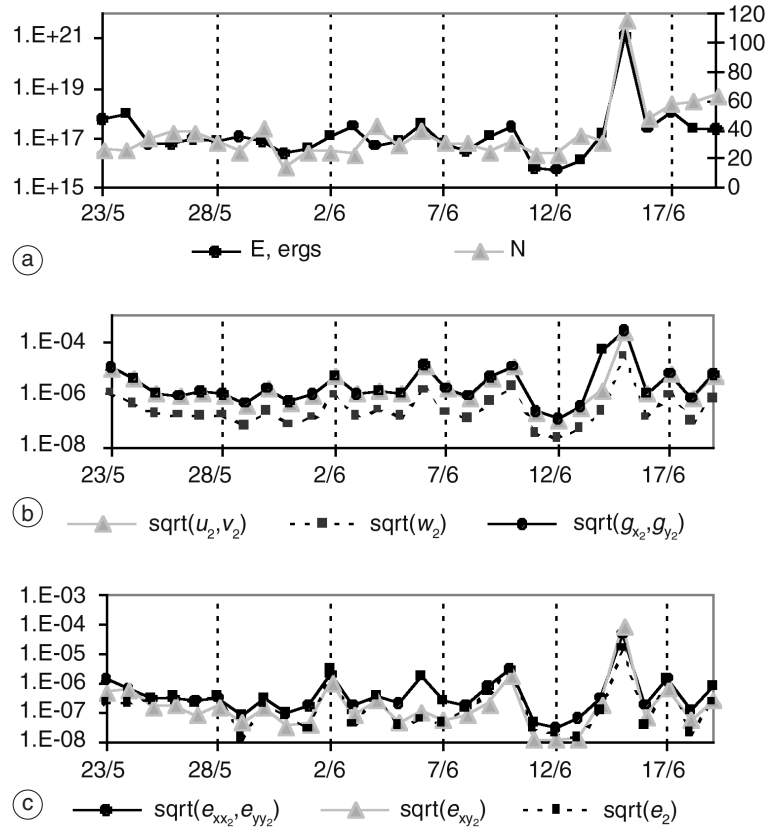 1.E+21
1.E+19
1.E+17
1.E+15
120
100
80
60
40
20
0
23/5 28/5 2/6 7/6 12/6 17/6
a
E, ergs N
1.E-04
1.E-06
1.E-08
23/5 28/5 2/6 7/6 12/6 17/6
b
sqrt(u2,v2) sqrt(w2) sqrt(gx2,gy2)
1.E-03
1.E-04
1.E-05
1.E-06
1.E-07
1.E-08
23/5 28/5 2/6 7/6 12/6 17/6
c
sqrt(exx2,eyy2) sqrt(exy2) sqrt(e2)